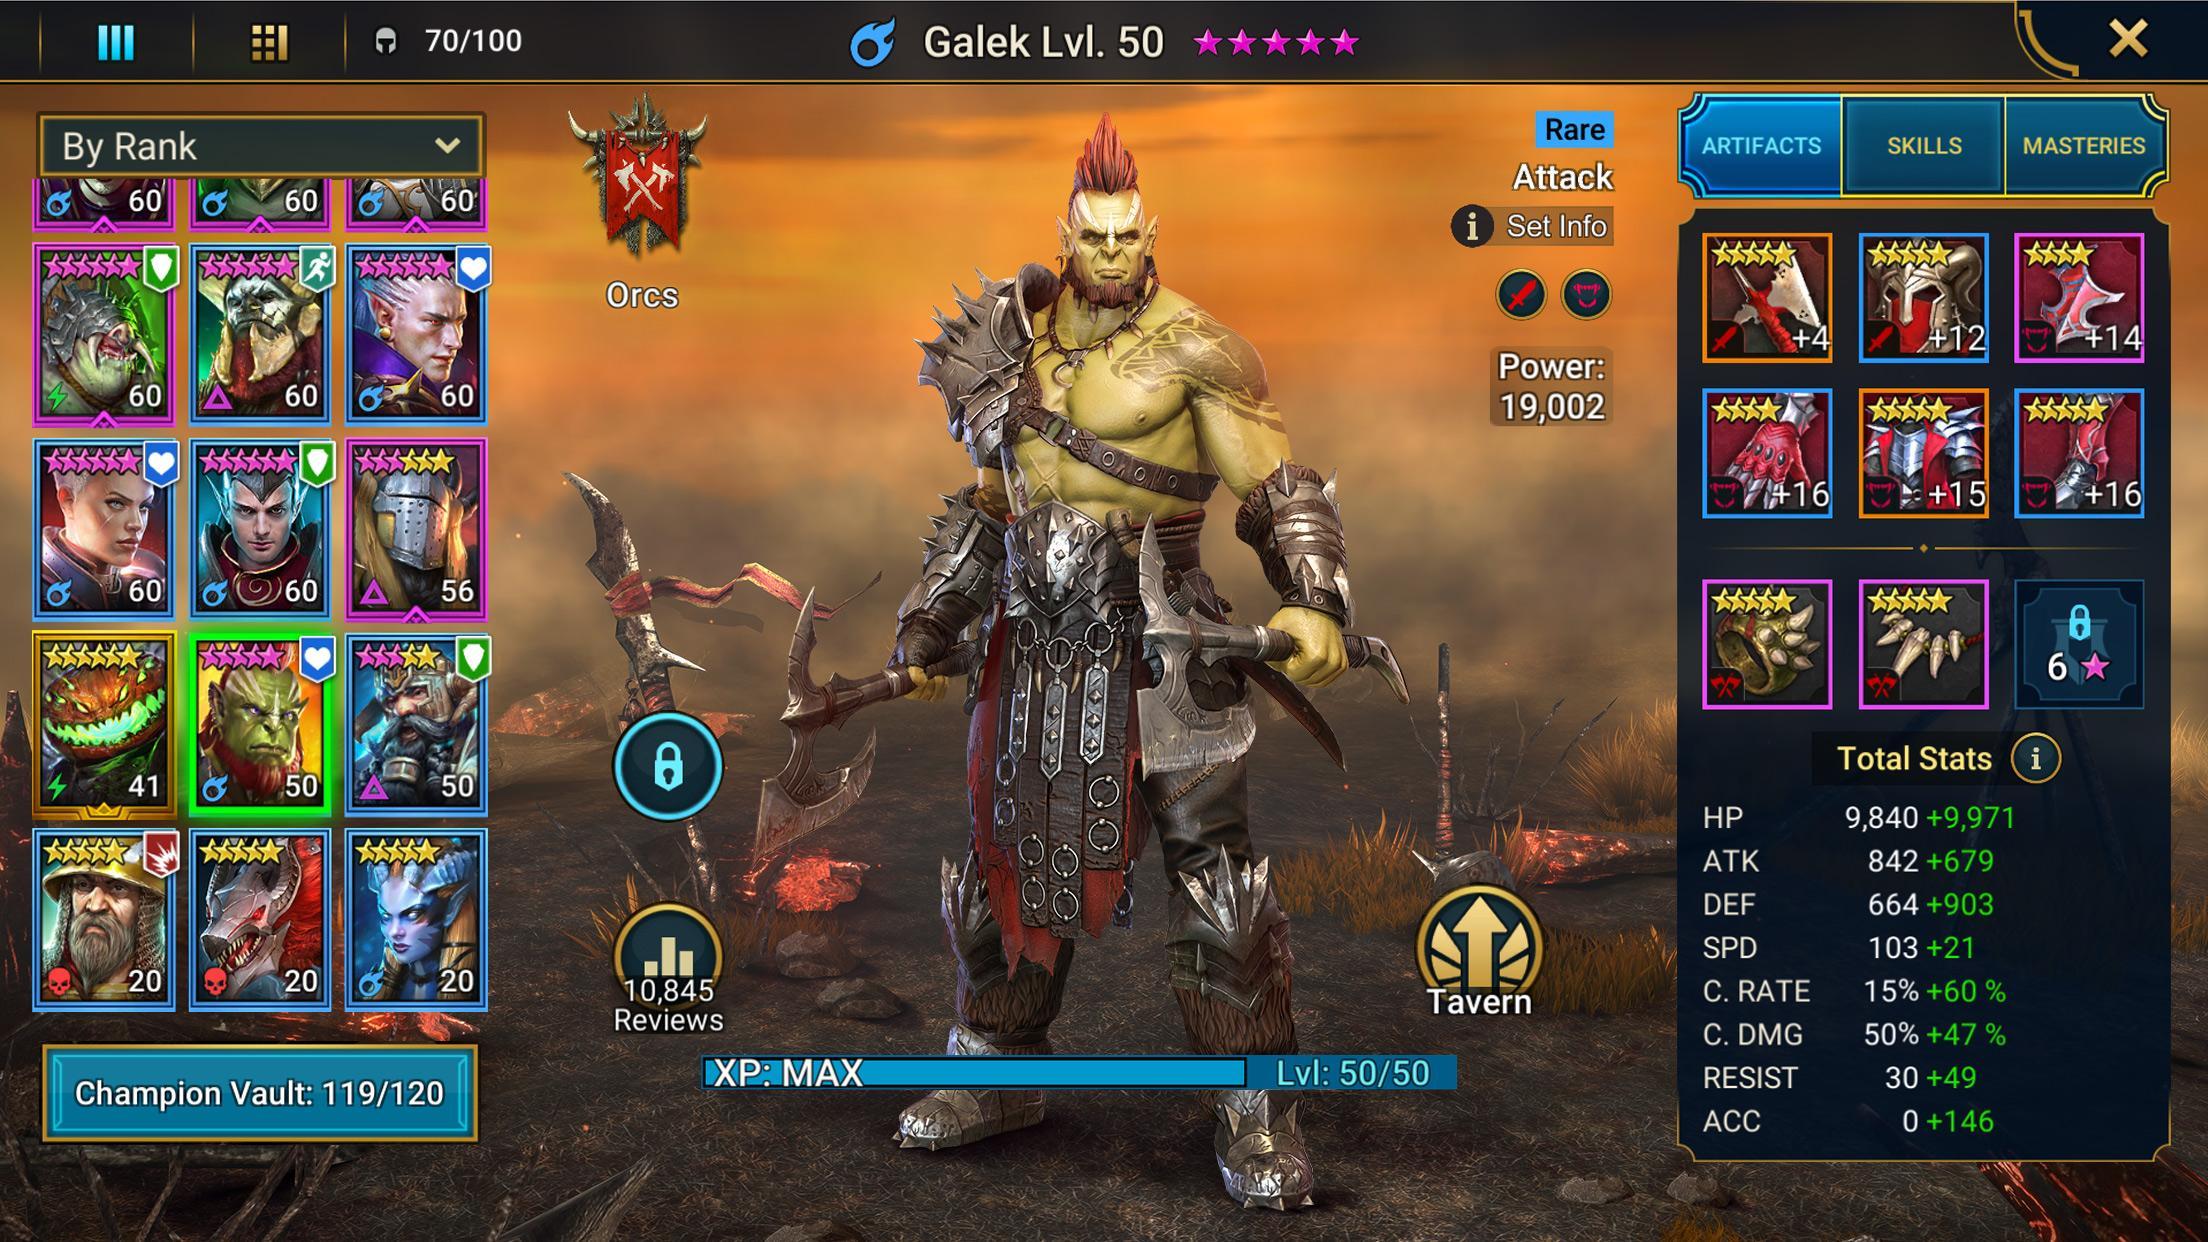 70/100
Galek Lvl. 50
By Rank
60
60
60
60
60
60
60
60
56
41
50
50
20
20
20
Champion Vault: 119/120
Orcs
10,845
Reviews
Rare
Attack
i Set Info
Power:
19,002
Tavern
XP: MAX
Lvl: 50/50
ARTIFACTS
SKILLS
MASTERIES
+4
+12
+14
+16
+15
+16
6
Total Stats i
HP 9,840 +9,971
ATK 842 +679
DEF 664 +903
SPD 103 +21
C. RATE 15% +60 %
C. DMG 50% +47 %
RESIST 30 +49
ACC 0 +146